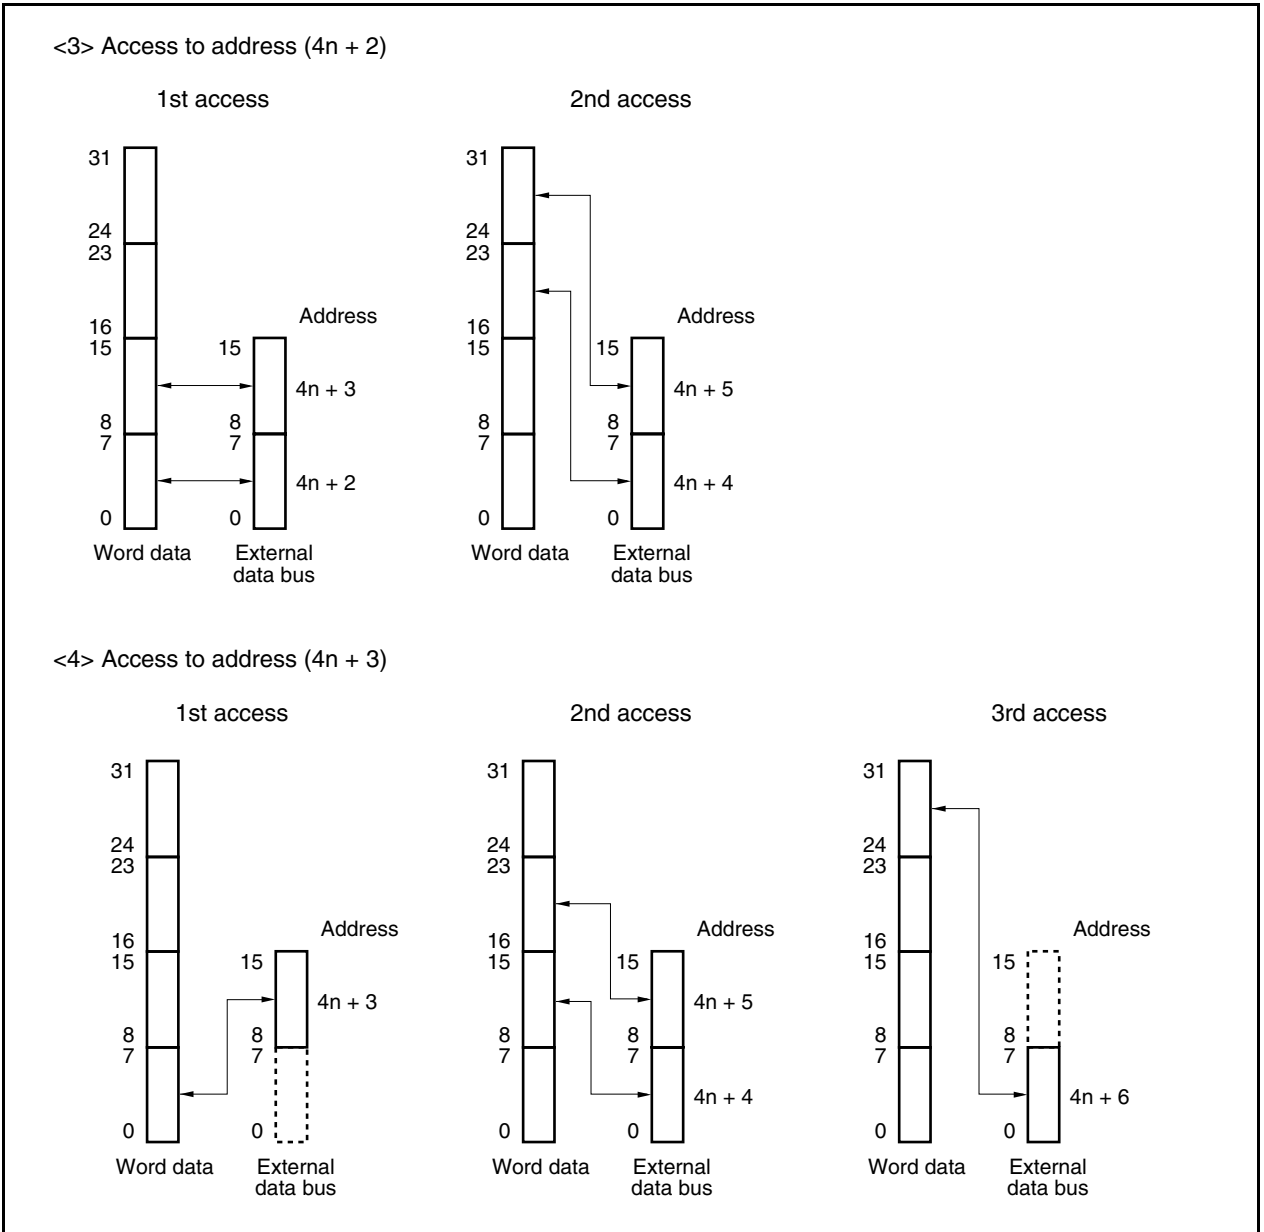 <3> Access to address (4n + 2)
1st access
2nd access
31
31
24
24
23
23
Address
Address
16
16
15
15
15
15
4n + 3
4n + 5
8
8
8
8
7
7
7
7
4n + 2
4n + 4
0
0
0
0
Word data
External
data bus
Word data
External
data bus
<4> Access to address (4n + 3)
1st access
2nd access
3rd access
31
31
31
24
24
24
23
23
23
Address
Address
Address
16
16
16
15
15
15
15
15
15
4n + 3
4n + 5
8
8
8
8
8
8
7
7
7
7
7
7
4n + 4
4n + 6
0
0
0
0
0
0
Word data
External
data bus
Word data
External
data bus
Word data
External
data bus